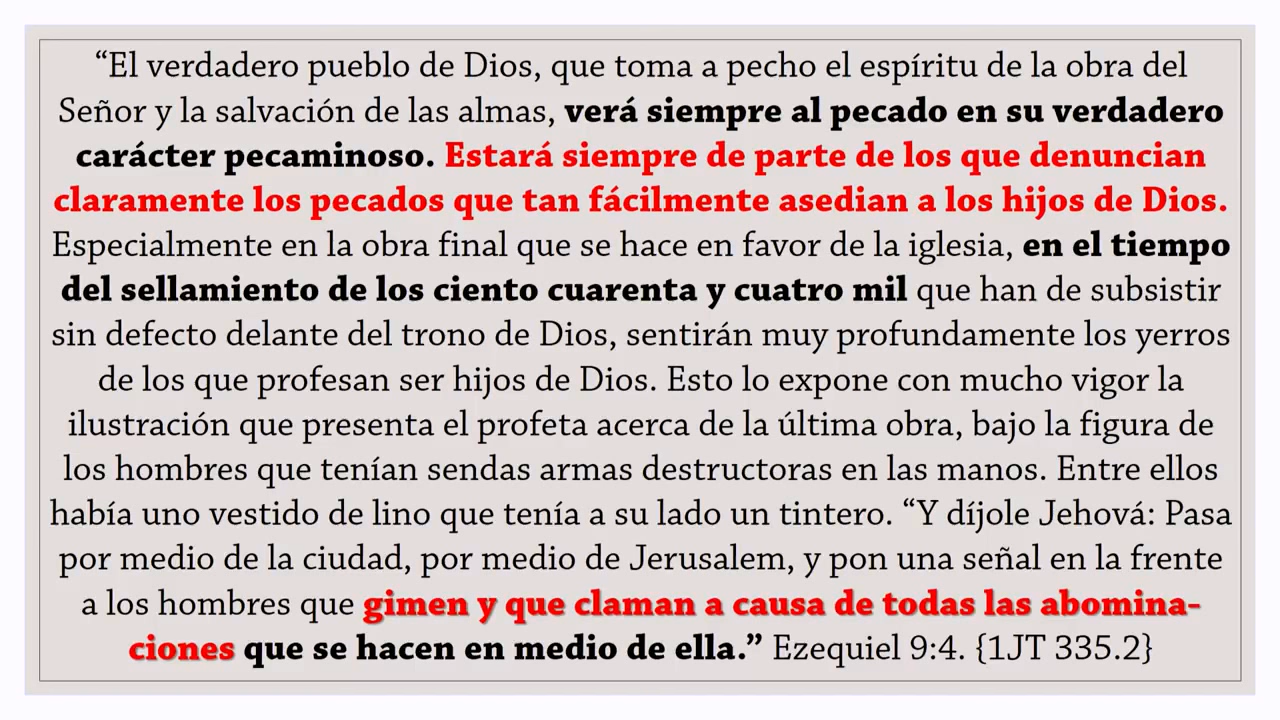 “El verdadero pueblo de Dios, que toma a pecho el espíritu de la obra del
Señor y la salvación de las almas, verá siempre al pecado en su verdadero
carácter pecaminoso. Estará siempre de parte de los que denuncian
claramente los pecados que tan fácilmente asedian a los hijos de Dios.
Especialmente en la obra final que se hace en favor de la iglesia, en el tiempo
del sellamiento de los ciento cuarenta y cuatro mil que han de subsistir
sin defecto delante del trono de Dios, sentirán muy profundamente los yerros
de los que profesan ser hijos de Dios. Esto lo expone con mucho vigor la
ilustración que presenta el profeta acerca de la última obra, bajo la figura de
los hombres que tenían sendas armas destructoras en las manos. Entre ellos
había uno vestido de lino que tenía a su lado un tintero. “Y díjole Jehová: Pasa
por medio de la ciudad, por medio de Jerusalem, y pon una señal en la frente
a los hombres que gimen y que claman a causa de todas las abomina-
ciones que se hacen en medio de ella.” Ezequiel 9:4. {1JT 335.2}